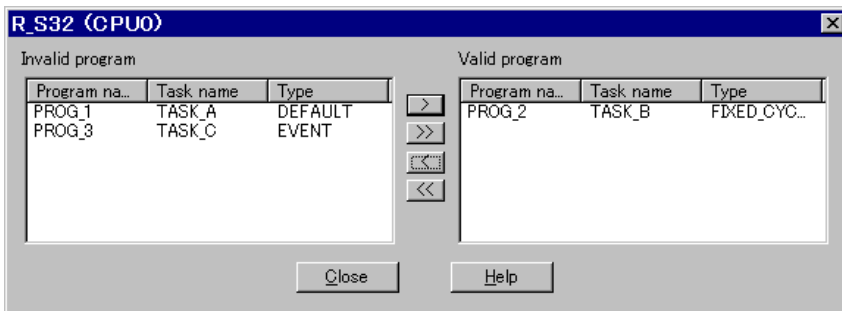 R_S32 (CPU0)
Invalid program
Valid program
Program na... Task name Type
PROG_1 TASK_A DEFAULT
PROG_3 TASK_C EVENT
>
>>
<
<<
Program na... Task name Type
PROG_2 TASK_B FIXED_CYC...
Close
Help